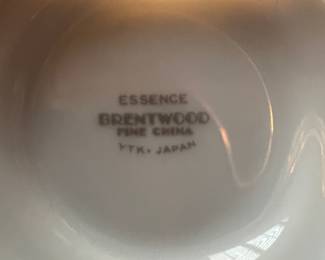 ESSENCE
BRENTWOOD
FINE CHINA
YTK. JAPAN